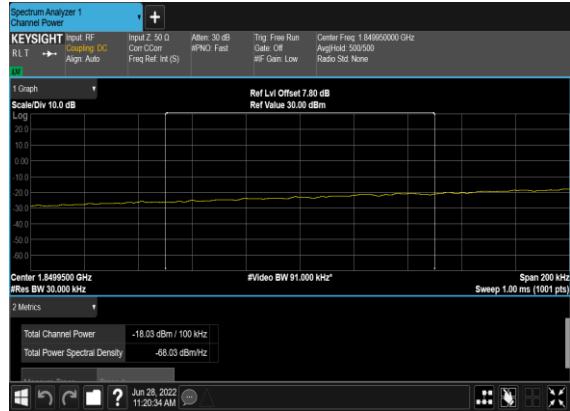 Spectrum Analyzer 1
Channel Power
+
KEYSIGHT Input: RF Input Z: 50 Ω Atten: 30 dB Trig: Free Run Center Freq: 1.849950000 GHz
RLT Coupling: DC Corr CCorr #PNO: Fast Gate: Off Avg|Hold: 500/500
Align: Auto Freq Ref: Int (S) #IF Gain: Low Radio Std: None
1 Graph
Ref Lvl Offset 7.80 dB
Scale/Div 10.0 dB Ref Value 30.00 dBm
Log
20.0
10.0
0.00
-10.0
-20.0
-30.0
-40.0
-50.0
-60.0
Center 1.8499500 GHz #Video BW 91.000 kHz* Span 200 kHz
#Res BW 30.000 kHz Sweep 1.00 ms (1001 pts)
2 Metrics
Total Channel Power -18.03 dBm / 100 kHz
Total Power Spectral Density -68.03 dBm/Hz
? Jun 28, 2022
11:20:34 AM